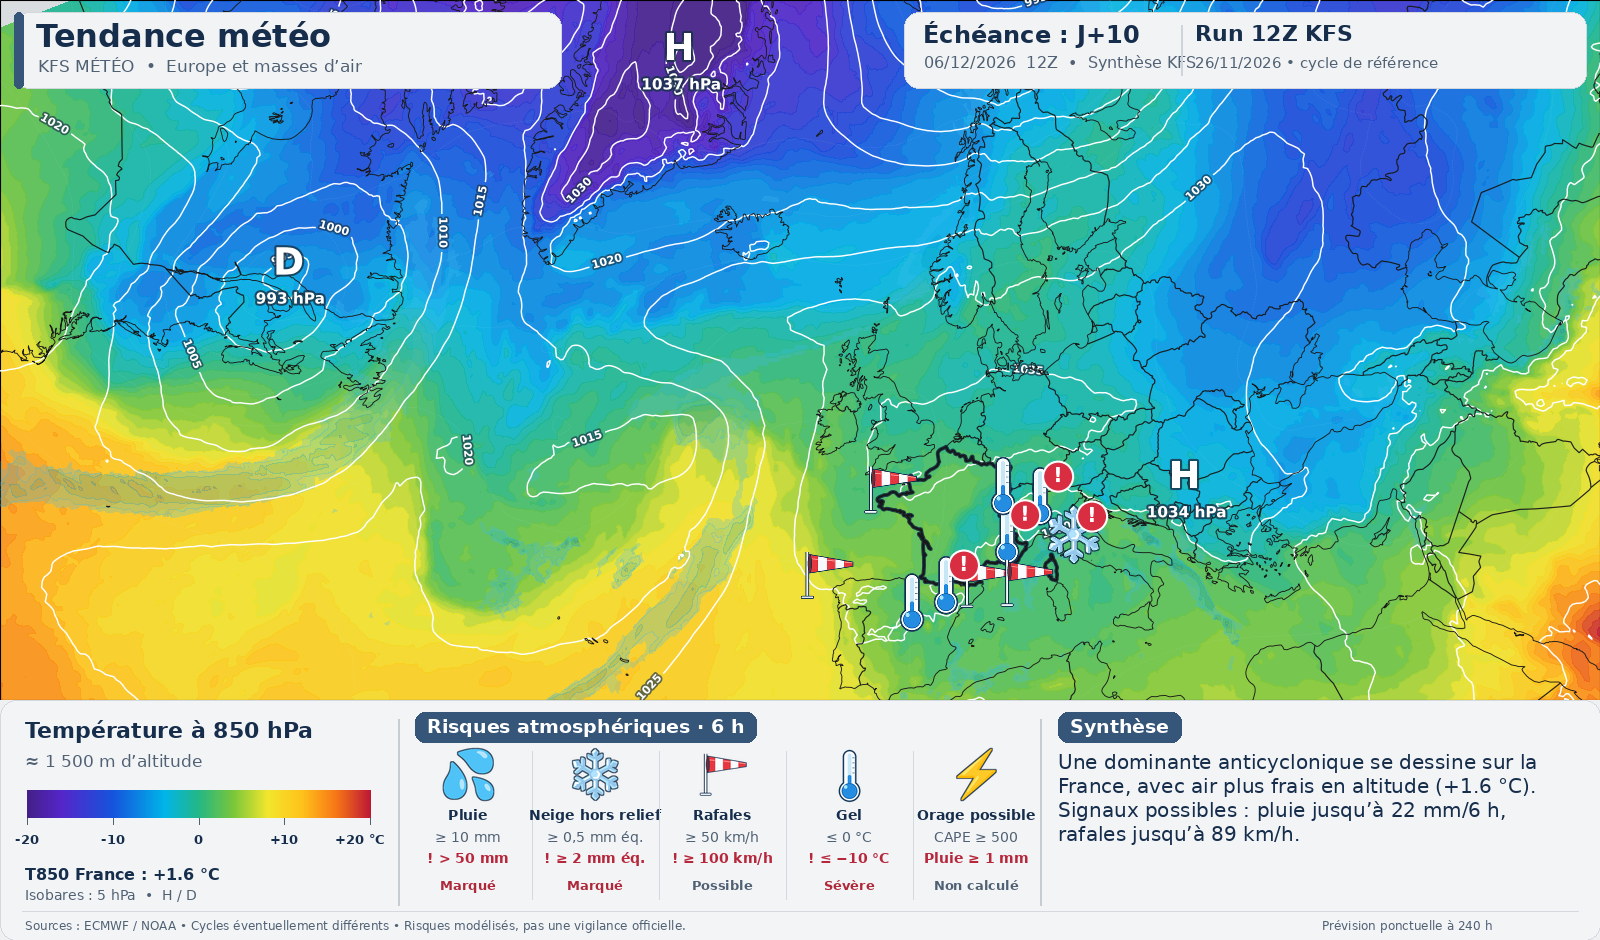 Tendance météo
KFS MÉTÉO • Europe et masses d’air
Échéance : J+10
06/12/2026 12Z • Synthèse KFS
Run 12Z KFS
26/11/2026 • cycle de référence
H
1037 hPa
1020
1030
1015
1010
1000
D
993 hPa
1005
1020
1030
1015
1020
1035
H
1034 hPa
1025
!
!
!
!
Température à 850 hPa
≈ 1 500 m d’altitude
-20 -10 0 +10 +20 °C
T850 France : +1.6 °C
Isobares : 5 hPa • H / D
Risques atmosphériques · 6 h
Pluie
≥ 10 mm
! > 50 mm
Marqué
Neige hors relief
≥ 0,5 mm éq.
! ≥ 2 mm éq.
Marqué
Rafales
≥ 50 km/h
! ≥ 100 km/h
Possible
Gel
≤ 0 °C
! ≤ −10 °C
Sévère
Orage possible
CAPE ≥ 500
Pluie ≥ 1 mm
Non calculé
Synthèse
Une dominante anticyclonique se dessine sur la
France, avec air plus frais en altitude (+1.6 °C).
Signaux possibles : pluie jusqu’à 22 mm/6 h,
rafales jusqu’à 89 km/h.
Sources : ECMWF / NOAA • Cycles éventuellement différents • Risques modélisés, pas une vigilance officielle.
Prévision ponctuelle à 240 h